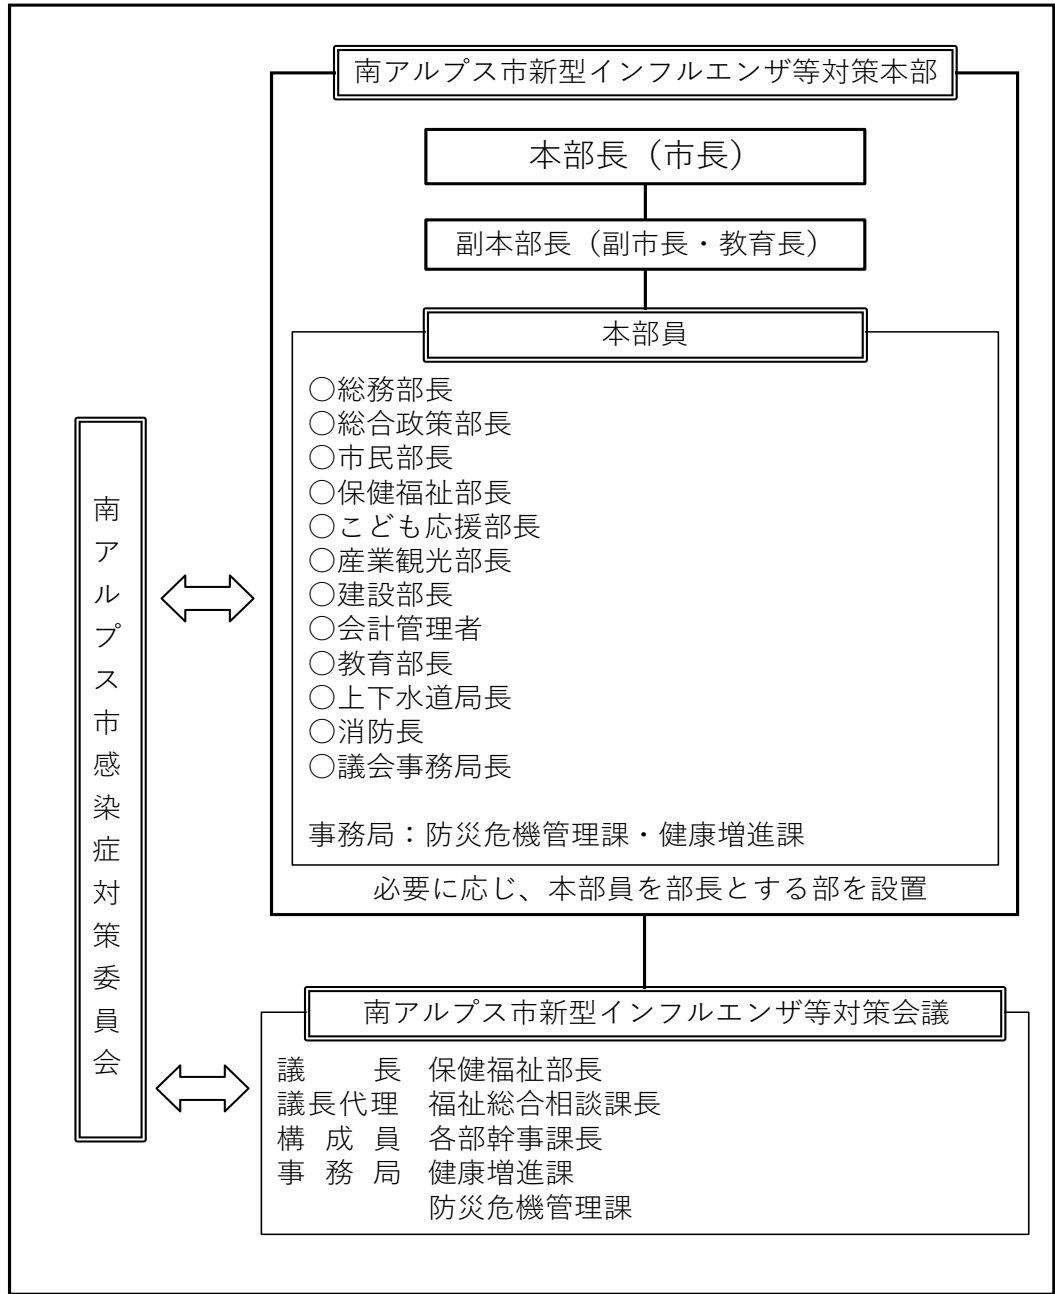 南アルプス市新型インフルエンザ等対策本部
本部長（市長）
副本部長（副市長・教育長）
本部員
○総務部長
○総合政策部長
○市民部長
○保健福祉部長
○こども応援部長
○産業観光部長
○建設部長
○会計管理者
○教育部長
○上下水道局長
○消防長
○議会事務局長
事務局：防災危機管理課・健康増進課
必要に応じ、本部員を部長とする部を設置
南アルプス市感染症対策委員会
南アルプス市新型インフルエンザ等対策会議
議　　長　保健福祉部長
議長代理　福祉総合相談課長
構 成 員　各部幹事課長
事 務 局　健康増進課
防災危機管理課